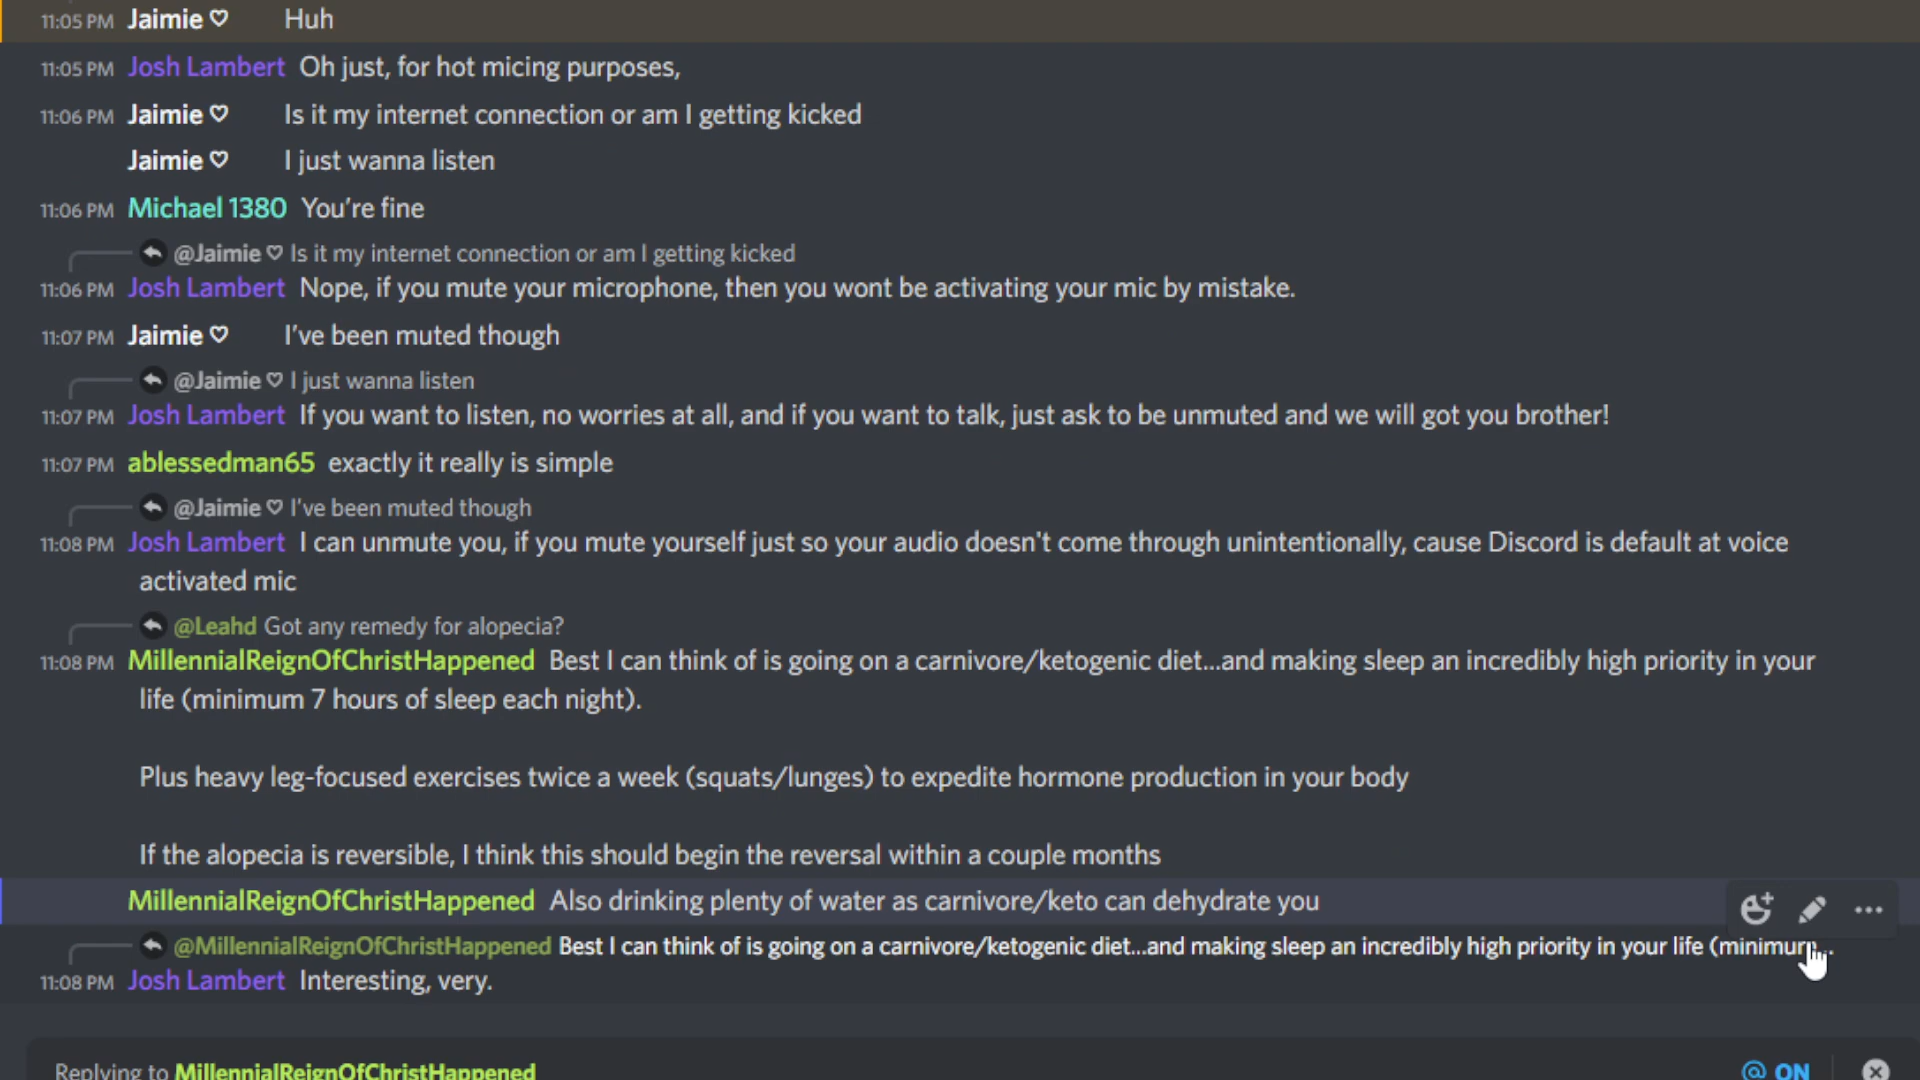 11:05 PM Jaimie ♡ Huh
11:05 PM Josh Lambert Oh just, for hot micing purposes,
11:06 PM Jaimie ♡ Is it my internet connection or am I getting kicked
Jaimie ♡ I just wanna listen
11:06 PM Michael 1380 You're fine
@Jaimie ♡ Is it my internet connection or am I getting kicked
11:06 PM Josh Lambert Nope, if you mute your microphone, then you wont be activating your mic by mistake.
11:07 PM Jaimie ♡ I've been muted though
@Jaimie ♡ I just wanna listen
11:07 PM Josh Lambert If you want to listen, no worries at all, and if you want to talk, just ask to be unmuted and we will got you brother!
11:07 PM ablessedman65 exactly it really is simple
@Jaimie ♡ I've been muted though
11:08 PM Josh Lambert I can unmute you, if you mute yourself just so your audio doesn't come through unintentionally, cause Discord is default at voice
activated mic
@Leahd Got any remedy for alopecia?
11:08 PM MillennialReignOfChristHappened Best I can think of is going on a carnivore/ketogenic diet...and making sleep an incredibly high priority in your
life (minimum 7 hours of sleep each night).
Plus heavy leg-focused exercises twice a week (squats/lunges) to expedite hormone production in your body
If the alopecia is reversible, I think this should begin the reversal within a couple months
MillennialReignOfChristHappened Also drinking plenty of water as carnivore/keto can dehydrate you
@MillennialReignOfChristHappened Best I can think of is going on a carnivore/ketogenic diet...and making sleep an incredibly high priority in your life (minimum...
11:08 PM Josh Lambert Interesting, very.
Replying to MillennialReignOfChristHappened @ ON